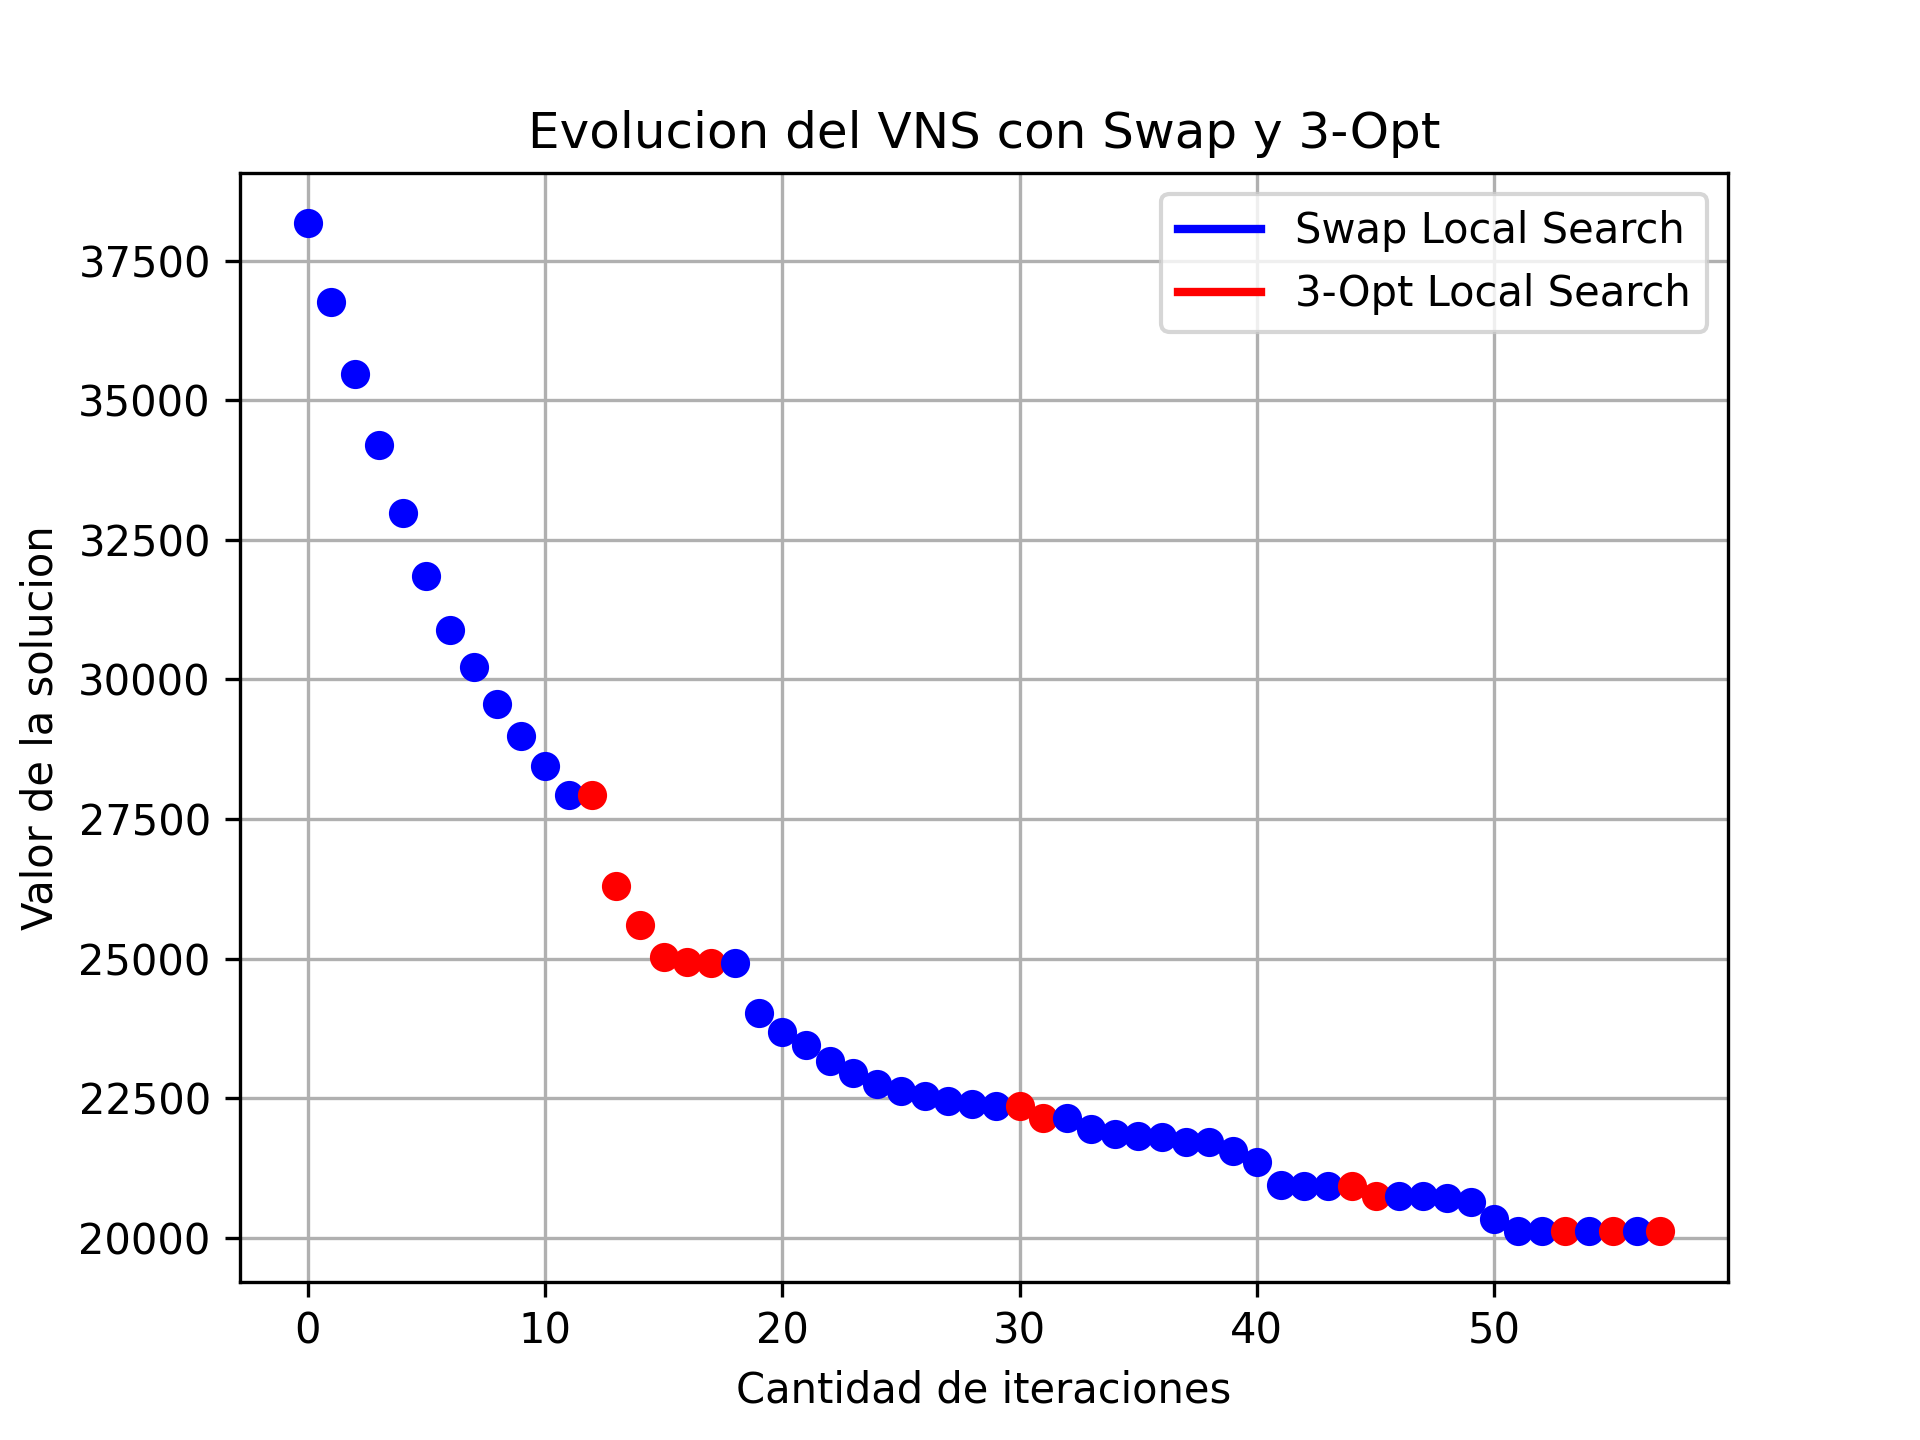 Evolucion del VNS con Swap y 3-Opt
Swap Local Search
3-Opt Local Search
Valor de la solucion
37500
35000
32500
30000
27500
25000
22500
20000
0 10 20 30 40 50
Cantidad de iteraciones